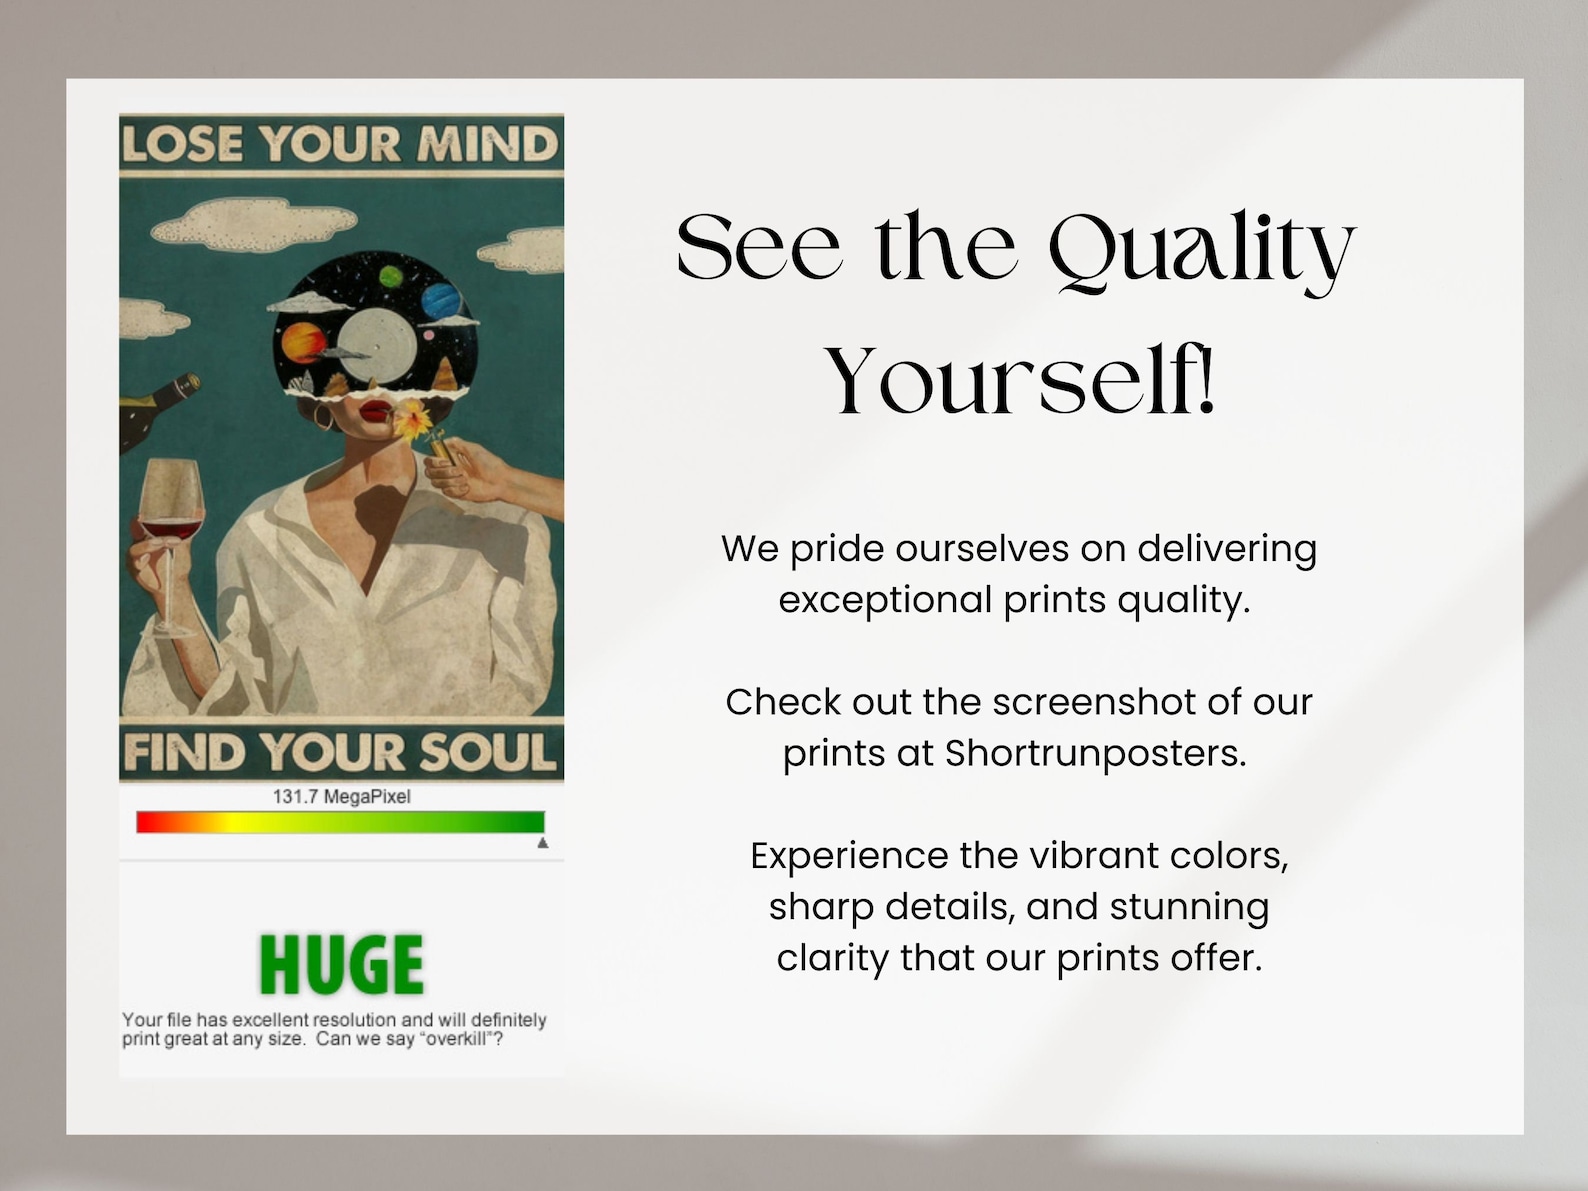 LOSE YOUR MIND
FIND YOUR SOUL
131.7 MegaPixel
HUGE
Your file has excellent resolution and will definitely
print great at any size.  Can we say “overkill”?
See the Quality
Yourself!
We pride ourselves on delivering
exceptional prints quality.
Check out the screenshot of our
prints at Shortrunposters.
Experience the vibrant colors,
sharp details, and stunning
clarity that our prints offer.